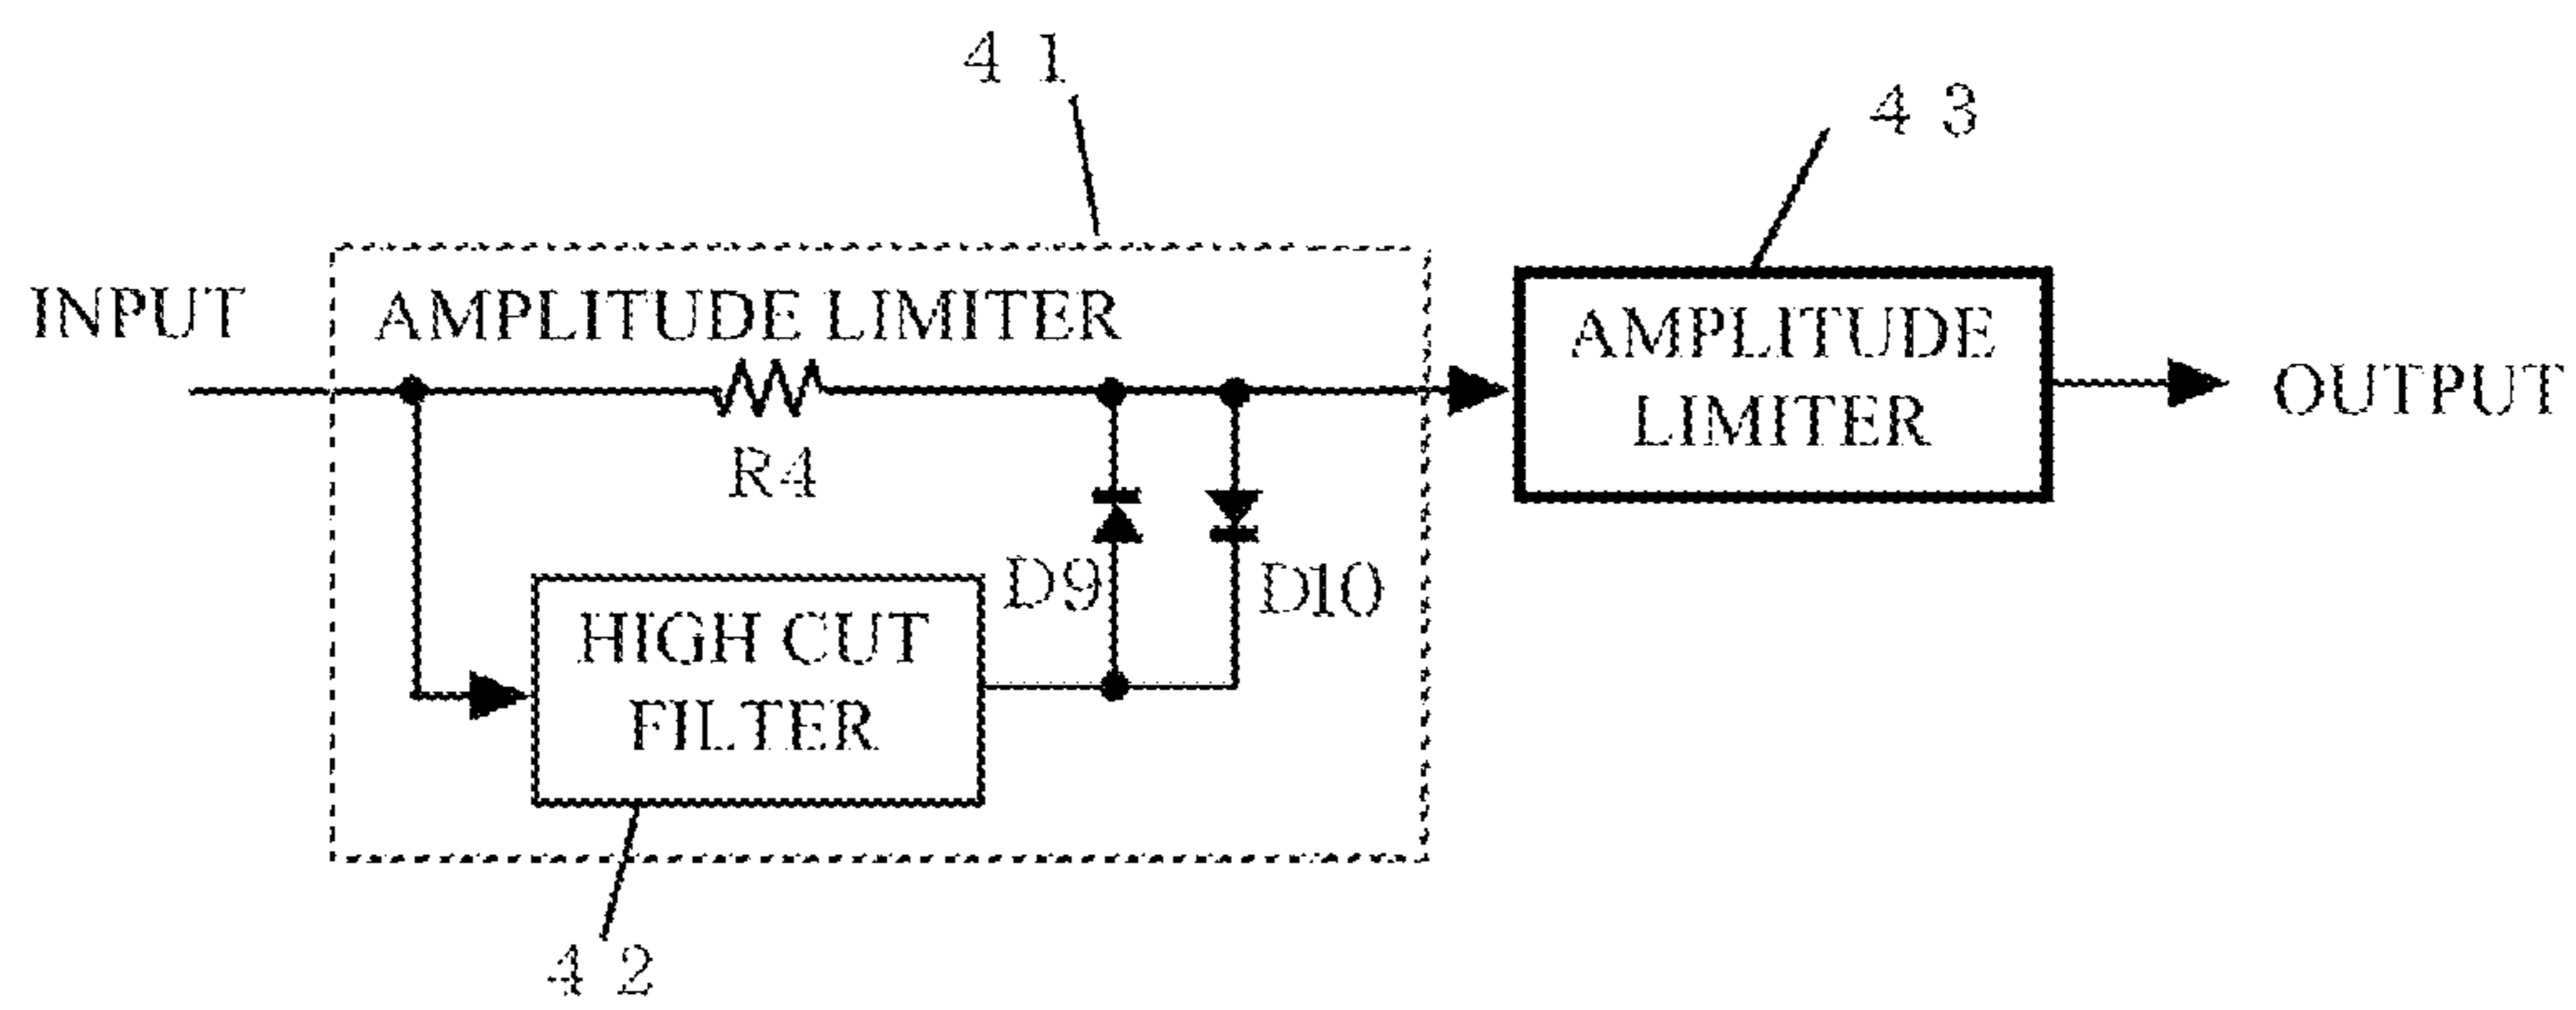 ４１
４３
INPUT
AMPLITUDE LIMITER
AMPLITUDE
LIMITER
OUTPUT
R4
D9
D10
HIGH CUT
FILTER
４２